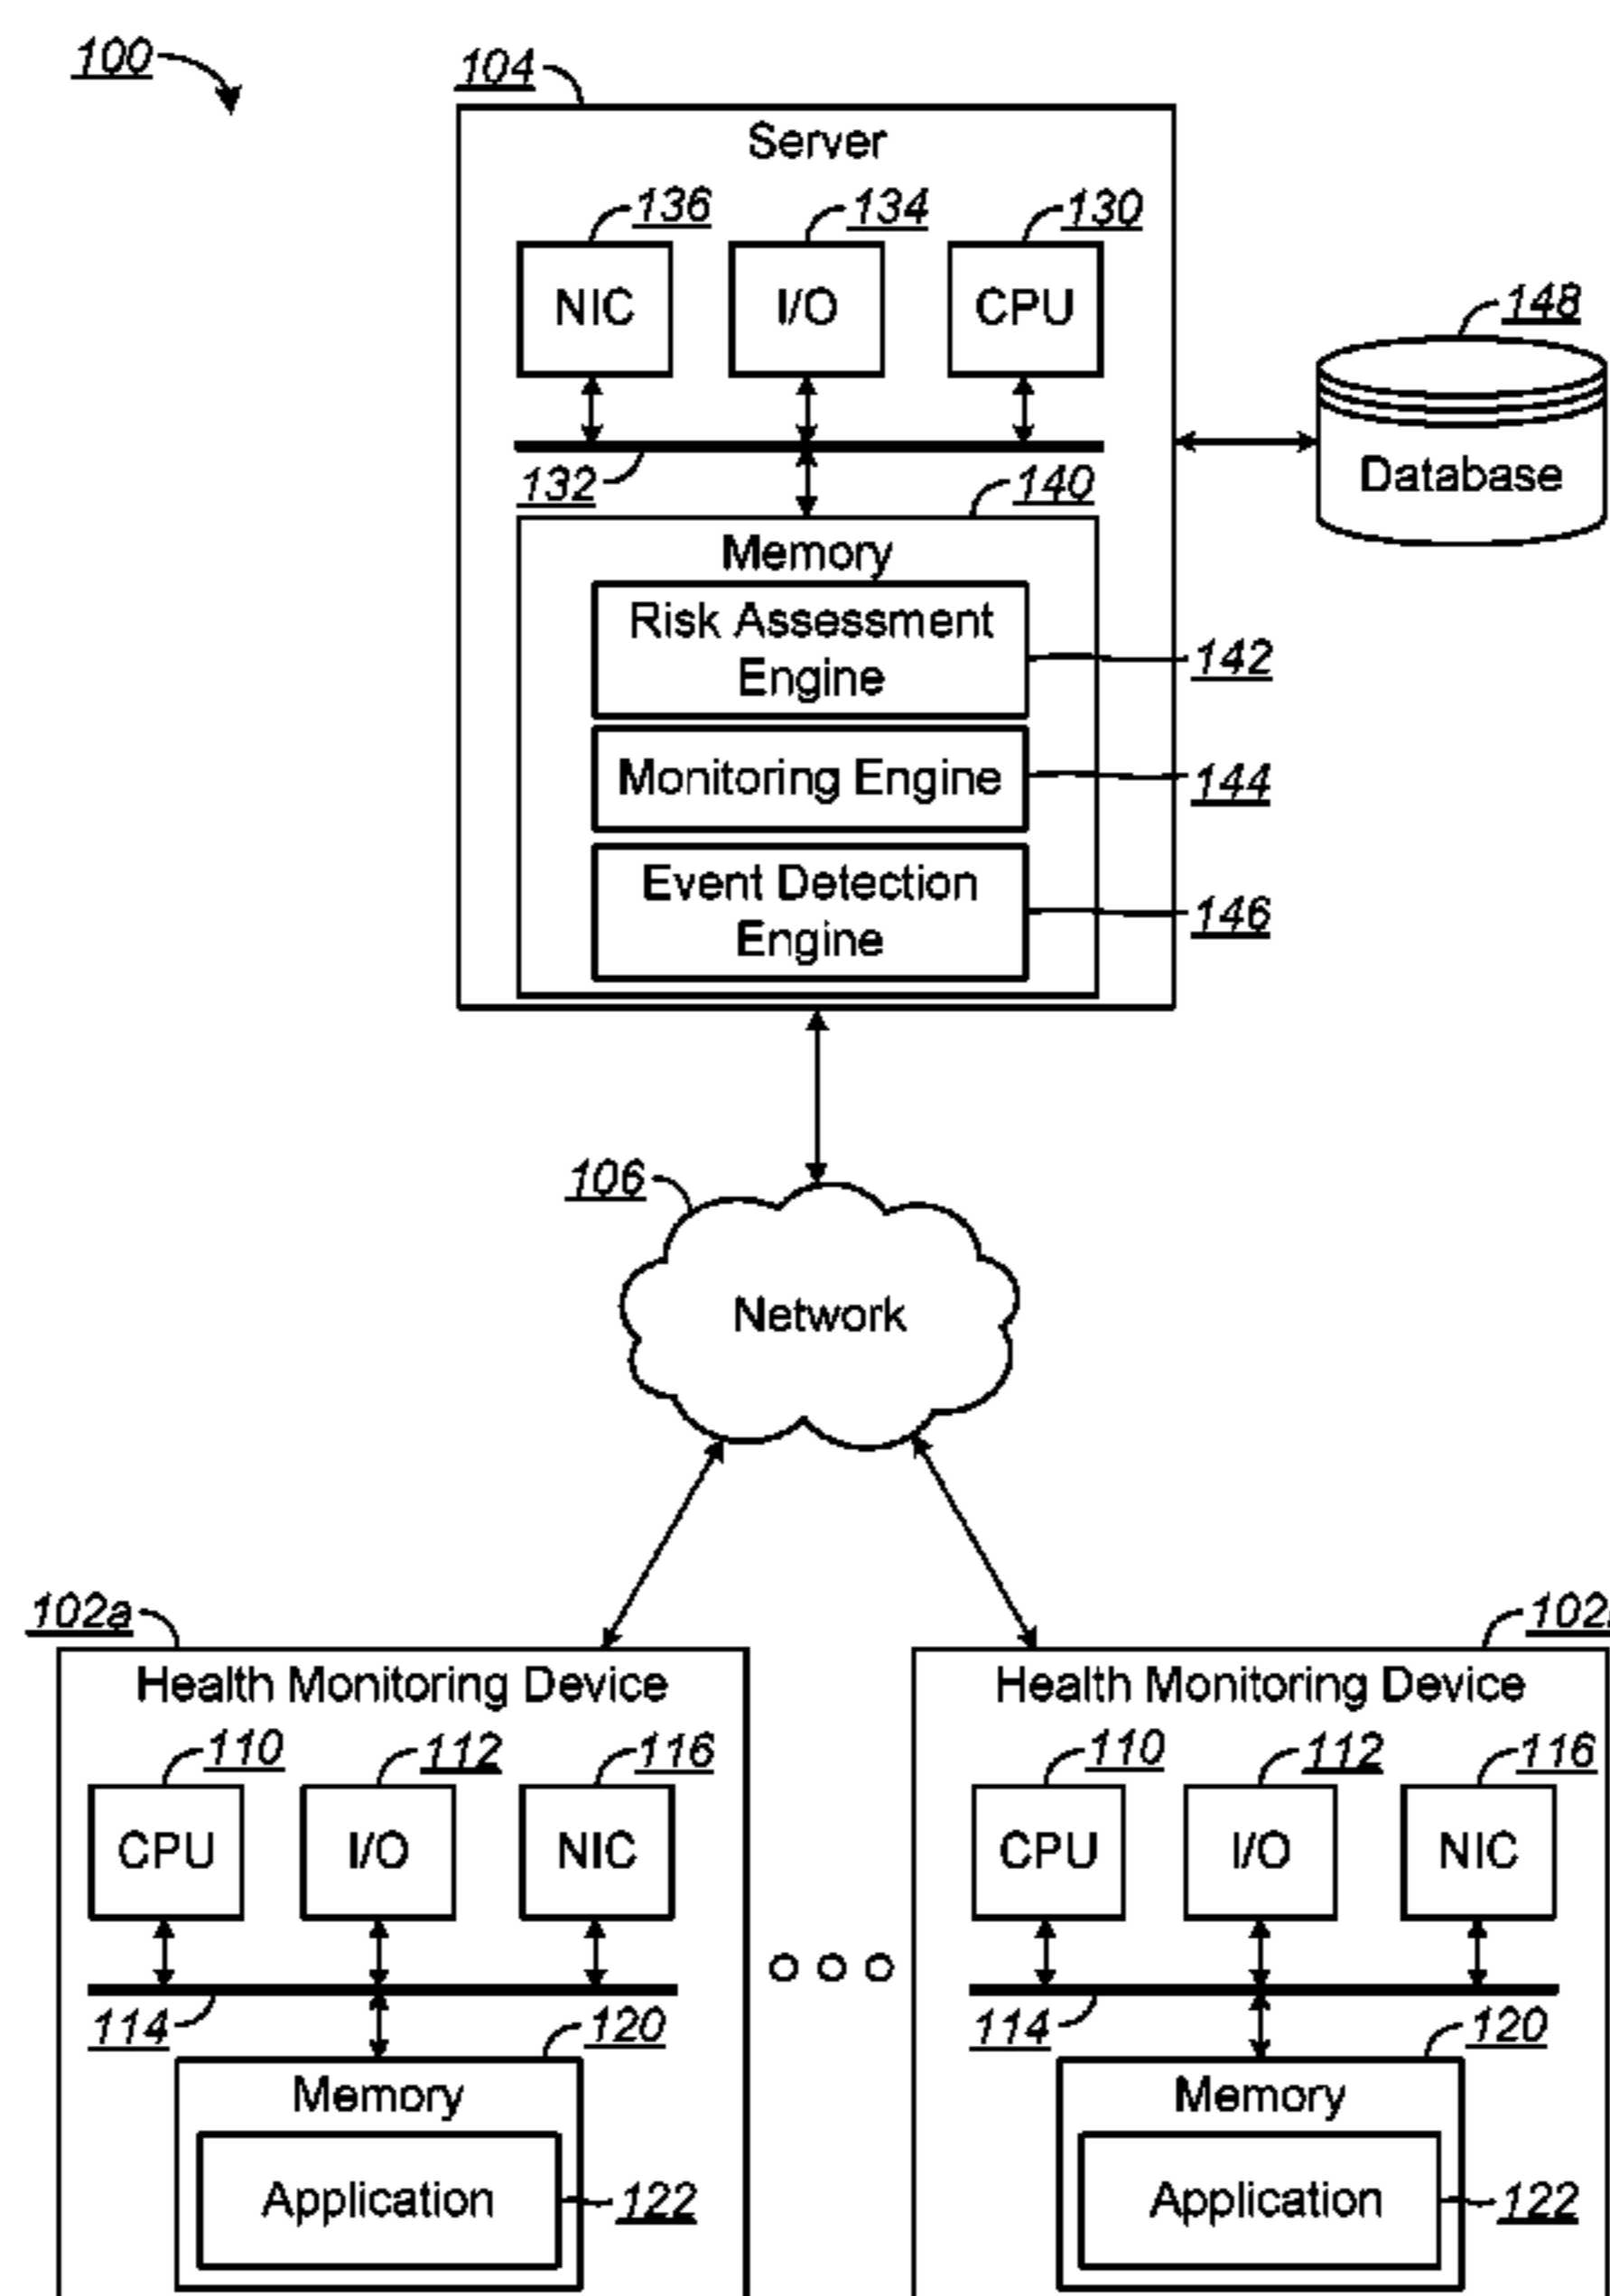 100
104
Server
136 134 130
NIC I/O CPU
148
Database
132 140
Memory
Risk Assessment
Engine
142
Monitoring Engine
144
Event Detection
Engine
146
106
Network
102a
Health Monitoring Device
110 112 116
CPU I/O NIC
114 120
Memory
Application
122
Health Monitoring Device
110 112 116
CPU I/O NIC
114 120
Memory
Application
122